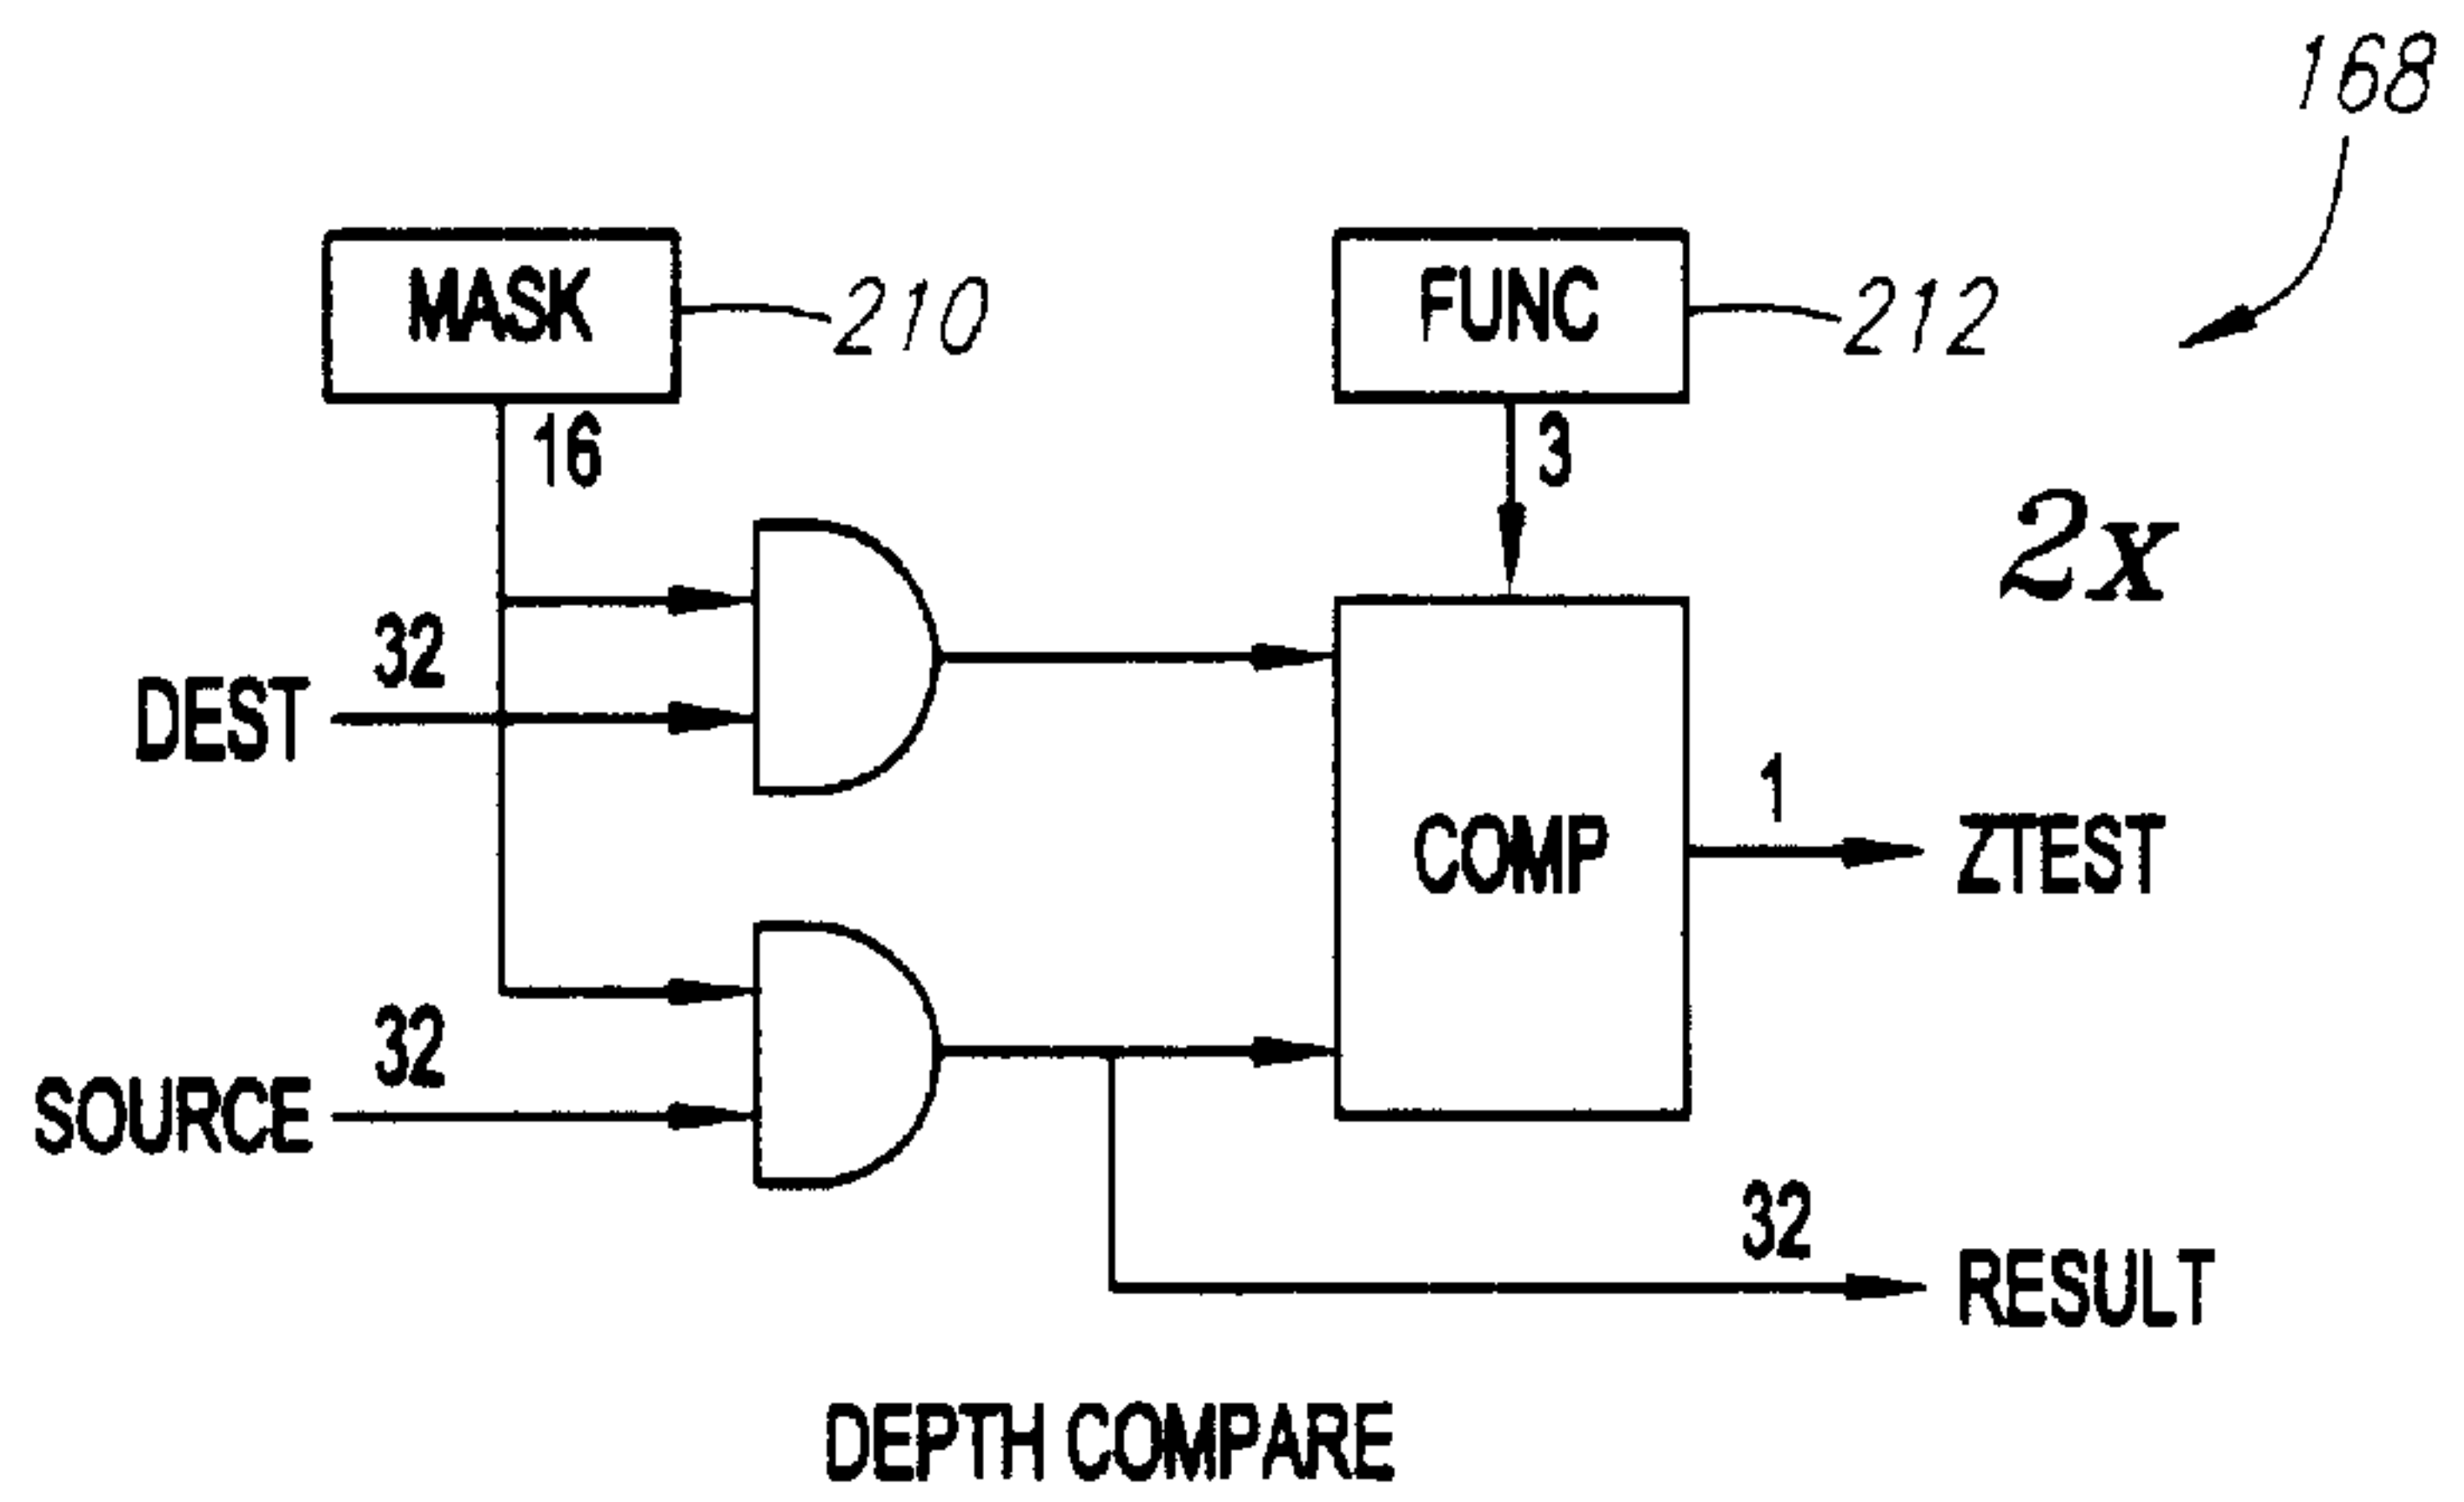 168
MASK
210
FUNC
212
16
3
2x
32
DEST
1
COMP
ZTEST
32
SOURCE
32
RESULT
DEPTH COMPARE